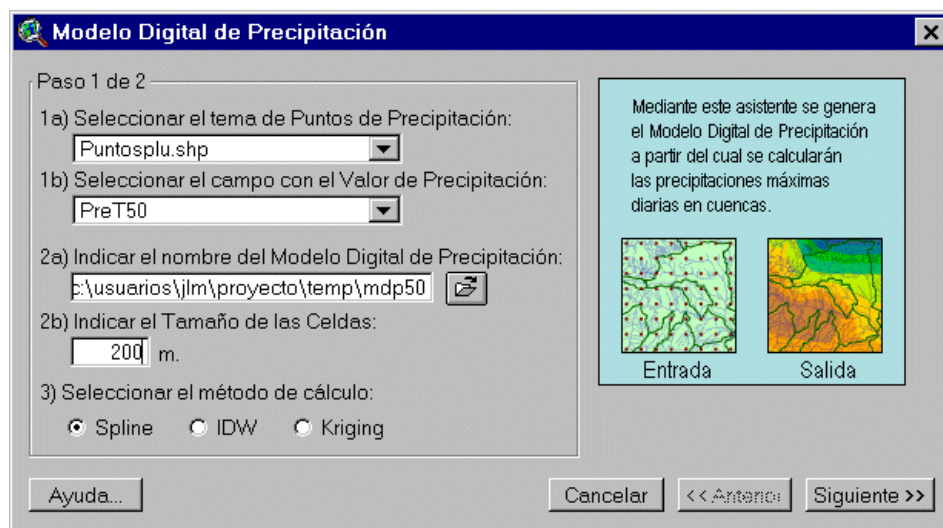 Modelo Digital de Precipitación
Paso 1 de 2
1a) Seleccionar el tema de Puntos de Precipitación:
Puntosplu.shp
1b) Seleccionar el campo con el Valor de Precipitación:
PreT50
2a) Indicar el nombre del Modelo Digital de Precipitación:
c:\usuarios\jlm\proyecto\temp\mdp50
2b) Indicar el Tamaño de las Celdas:
200 m.
3) Seleccionar el método de cálculo:
Spline IDW Kriging
Mediante este asistente se genera
el Modelo Digital de Precipitación
a partir del cual se calcularán
las precipitaciones máximas
diarias en cuencas.
Entrada Salida
Ayuda... Cancelar << Anterior Siguiente >>